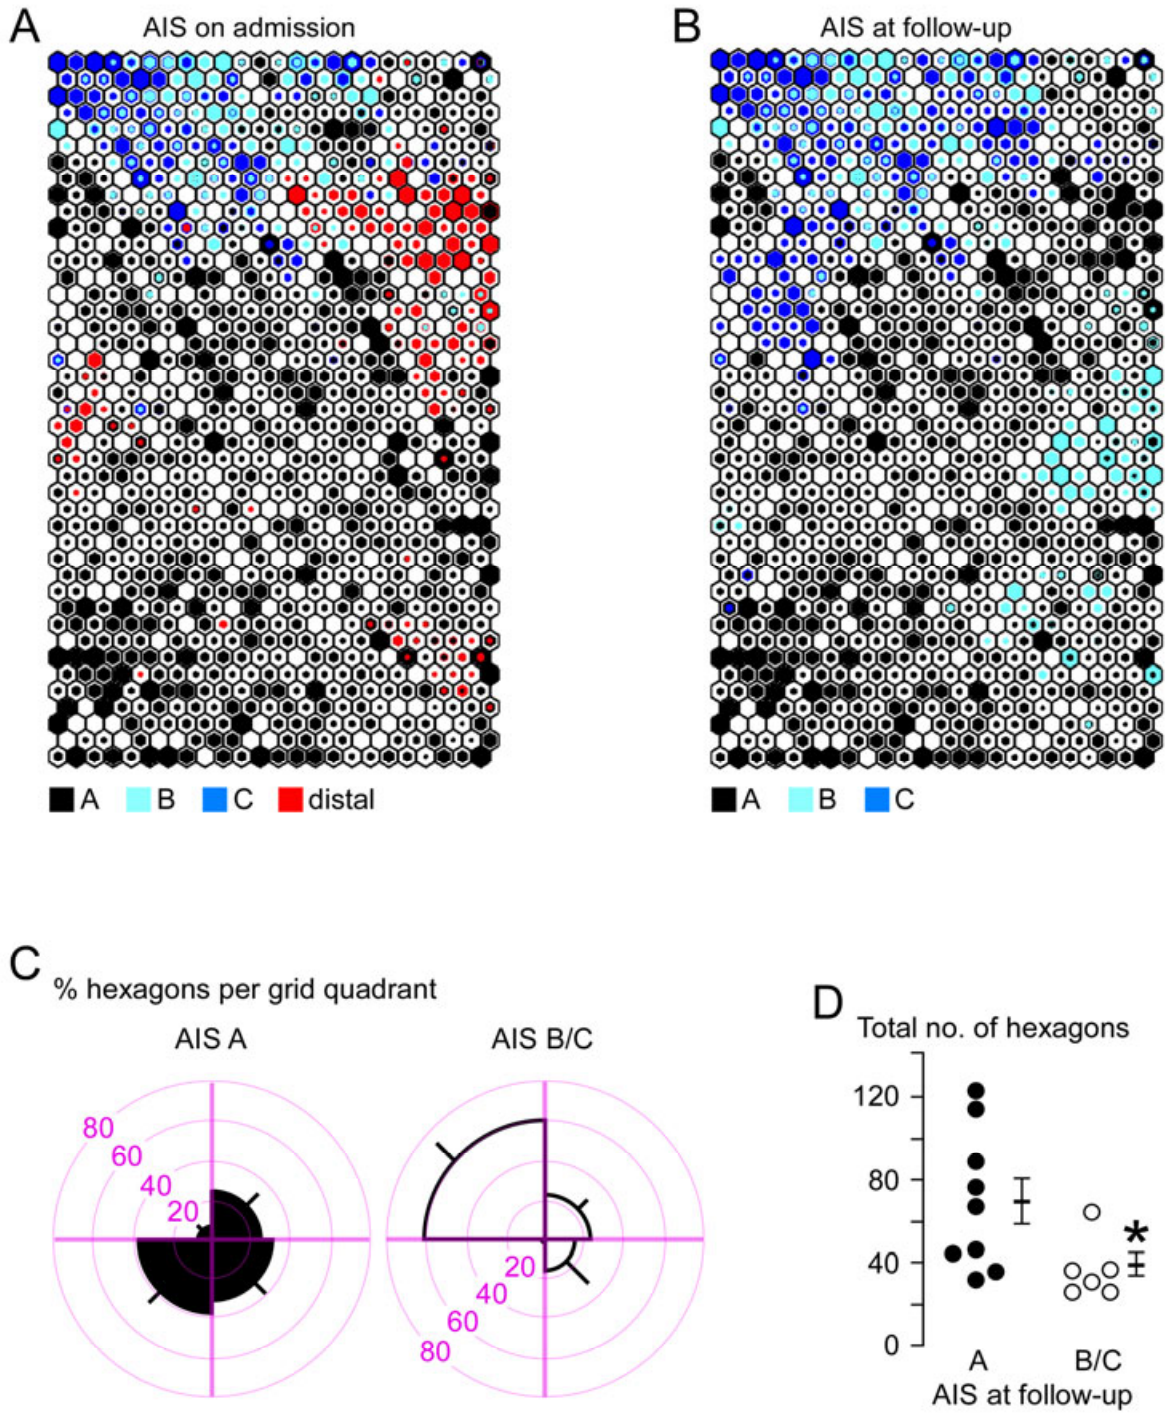 A
AIS on admission
B
AIS at follow-up
A B C distal
A B C
C
% hexagons per grid quadrant
AIS A
AIS B/C
80
60
40
20
20
40
60
80
D
Total no. of hexagons
120
80
40
0
*
A B/C
AIS at follow-up